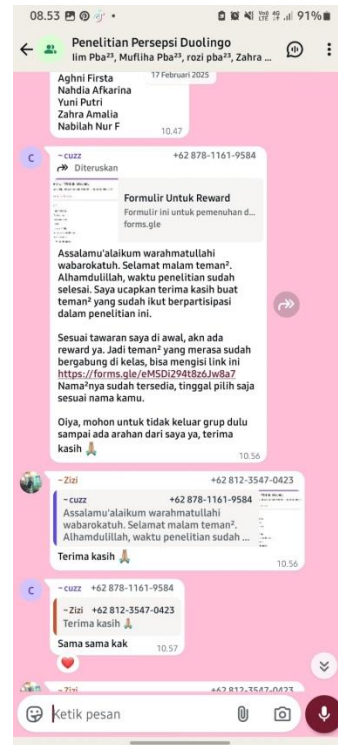 08.53
91%
Penelitian Persepsi Duolingo
Iim Pba²³, Mufliha Pba²³, rozi pba²³, Zahra ...
17 Februari 2025
Aghni Firsta
Nahdia Afkarina
Yuni Putri
Zahra Amalia
Nabilah Nur F
10.47
C
~cuzz +62 878-1161-9584
Diteruskan
Formulir Untuk Reward
Formulir ini untuk pemenuhan d...
forms.gle
Assalamu'alaikum warahmatullahi
wabarokatuh. Selamat malam teman².
Alhamdulillah, waktu penelitian sudah
selesai. Saya ucapkan terima kasih buat
teman² yang sudah ikut berpartisipasi
dalam penelitian ini.
Sesuai tawaran saya di awal, akn ada
reward ya. Jadi teman² yang merasa sudah
bergabung di kelas, bisa mengisi link ini
https://forms.gle/eMSDi294t8z6Jw8a7
Nama²nya sudah tersedia, tinggal pilih saja
sesuai nama kamu.
Oiya, mohon untuk tidak keluar grup dulu
sampai ada arahan dari saya ya, terima
kasih 🙏
10.56
~Zizi +62 812-3547-0423
~cuzz +62 878-1161-9584
Assalamu'alaikum warahmatullahi
wabarokatuh. Selamat malam teman².
Alhamdulillah, waktu penelitian sudah ...
Terima kasih 🙏
10.56
C
~cuzz +62 878-1161-9584
~Zizi +62 812-3547-0423
Terima kasih 🙏
Sama sama kak
10.57
~Zizi +62 812-3547-0423
Ketik pesan